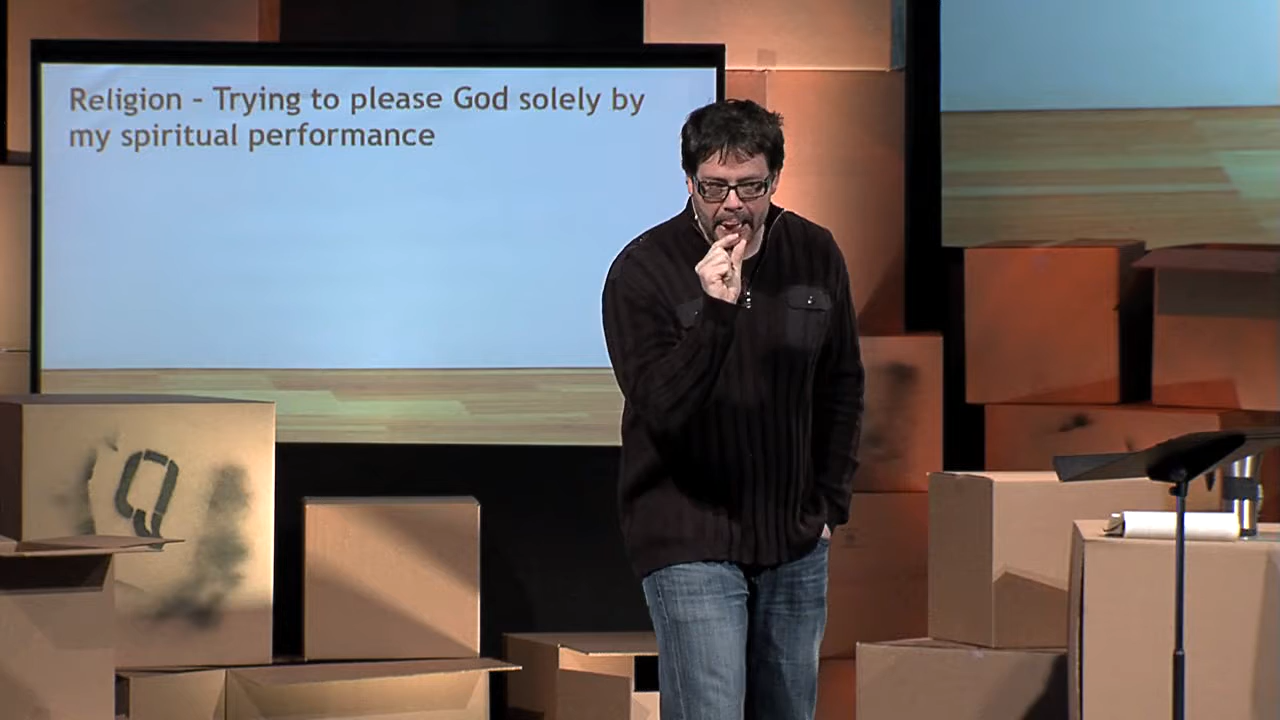 Religion - Trying to please God solely by
my spiritual performance
Q